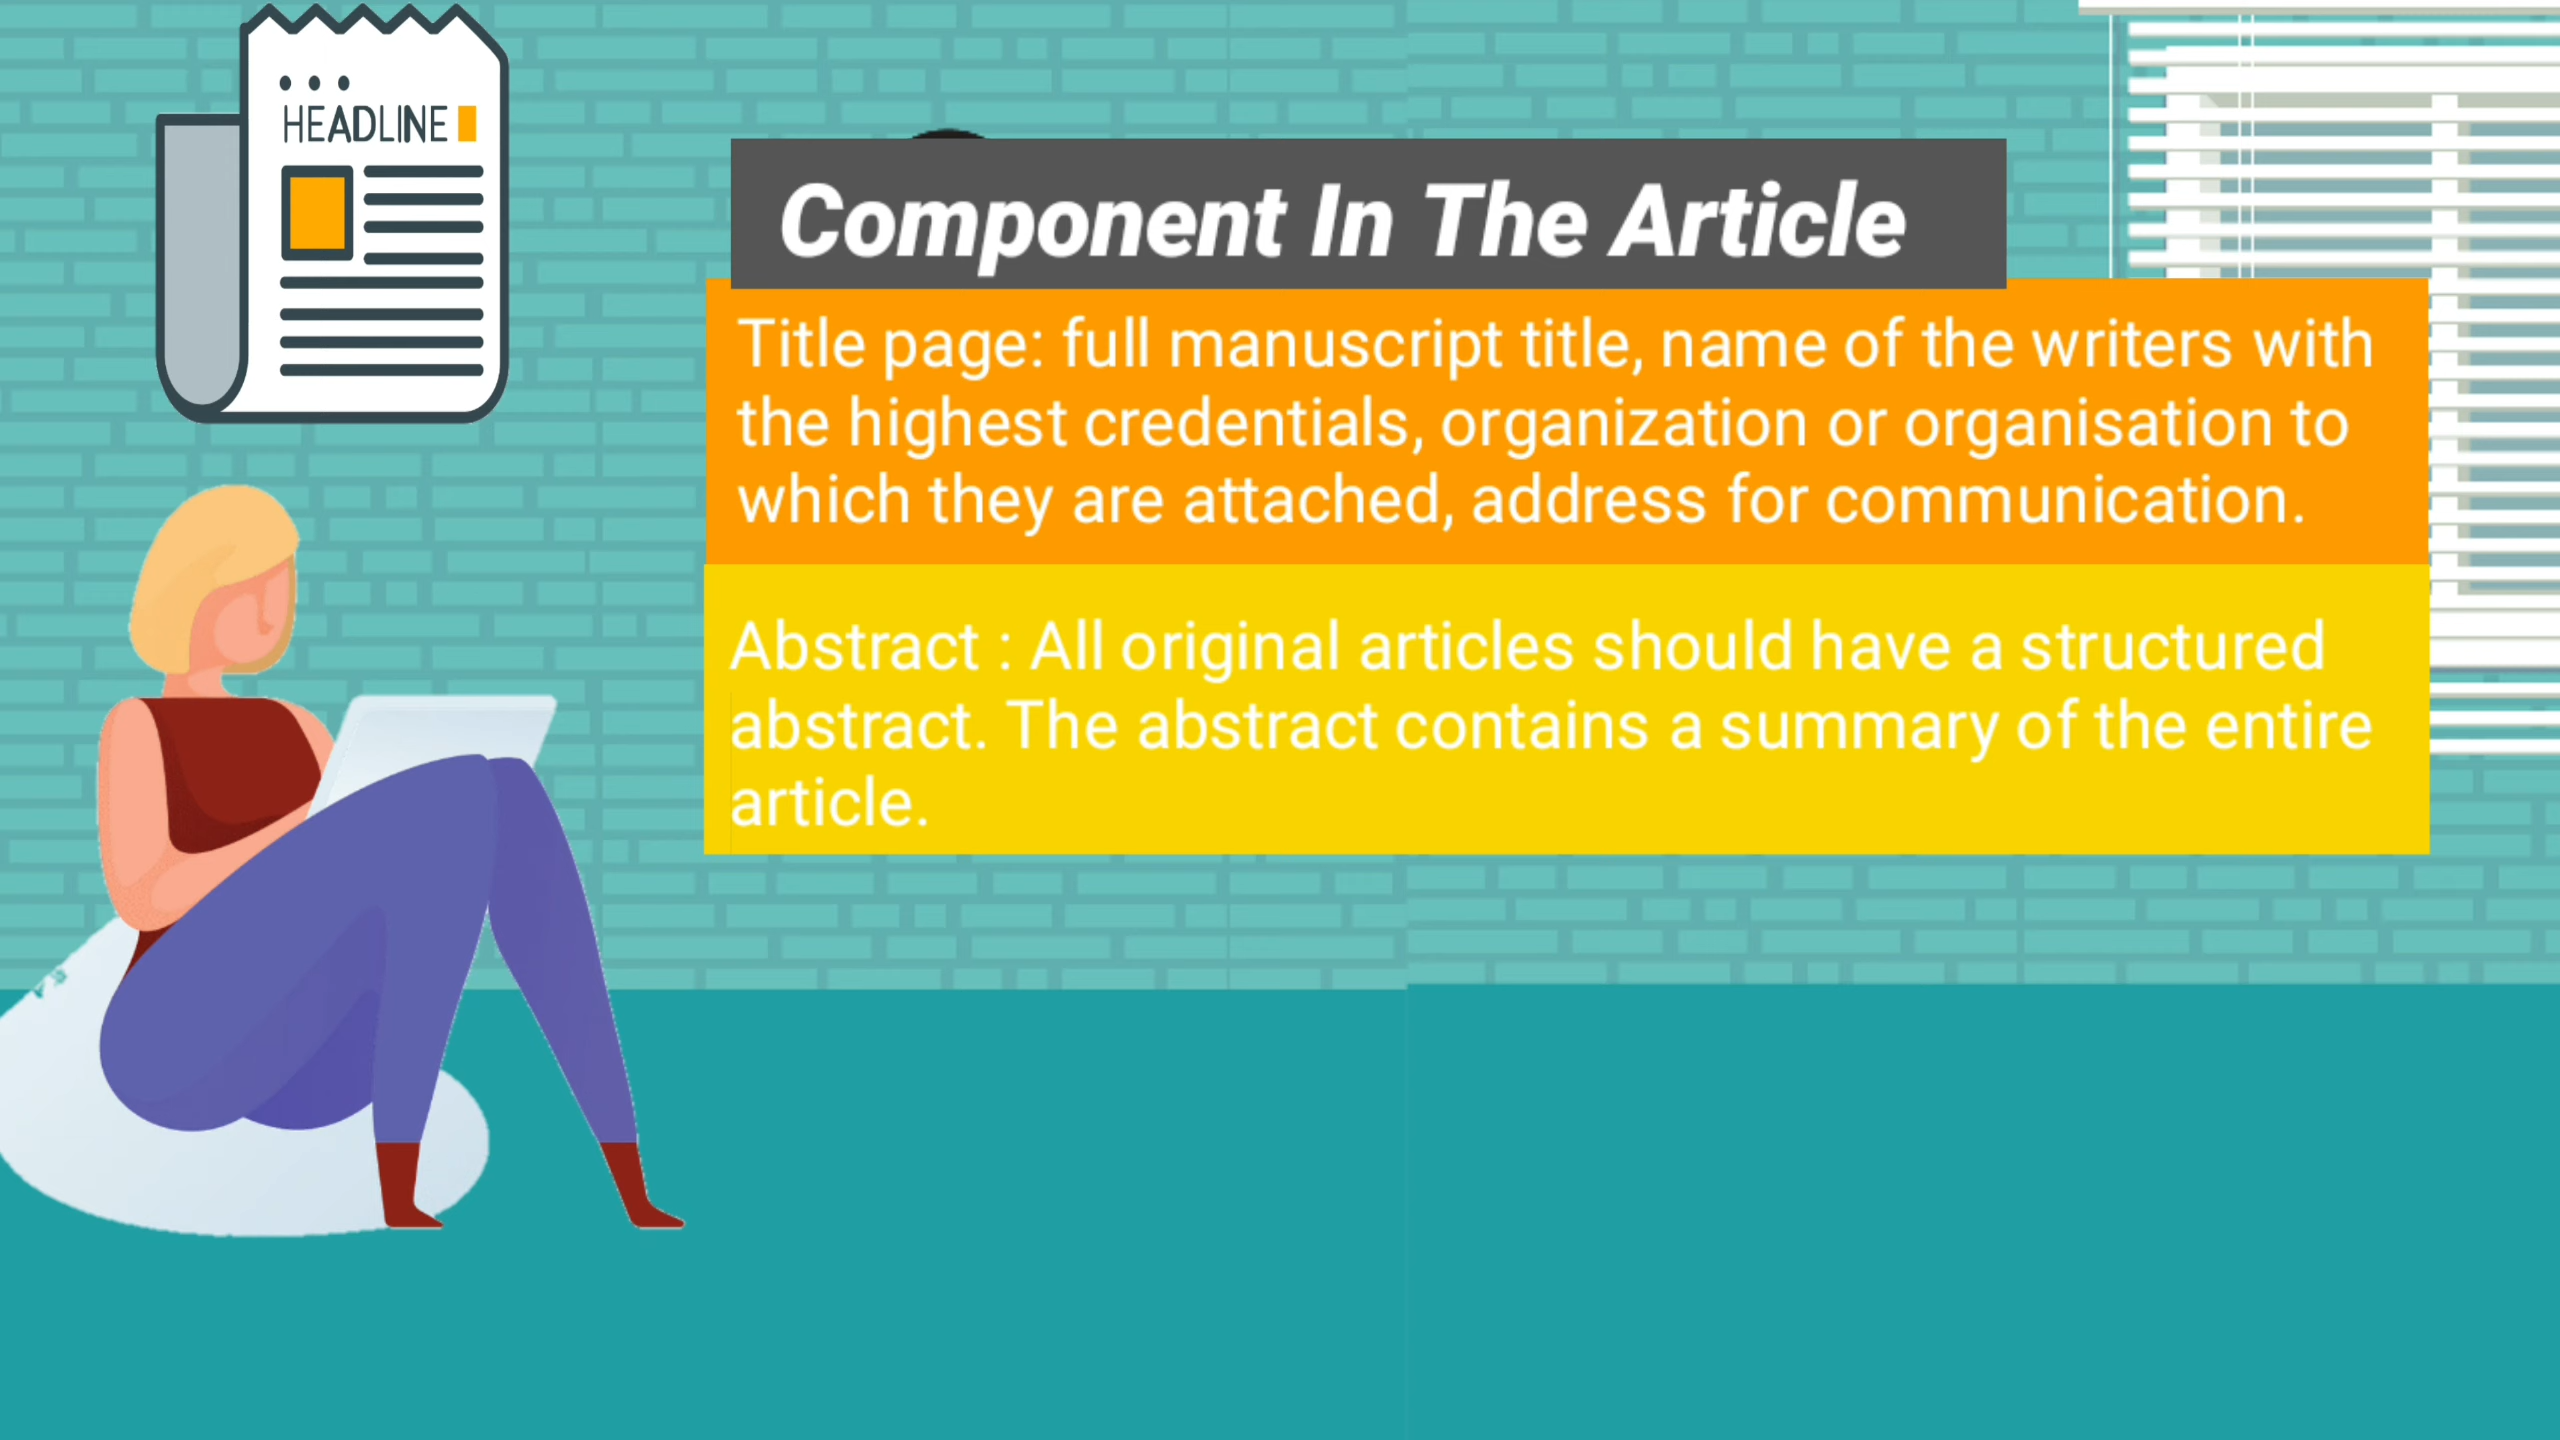 HEADLINE
Component In The Article
Title page: full manuscript title, name of the writers with
the highest credentials, organization or organisation to
which they are attached, address for communication.
Abstract : All original articles should have a structured
abstract. The abstract contains a summary of the entire
article.